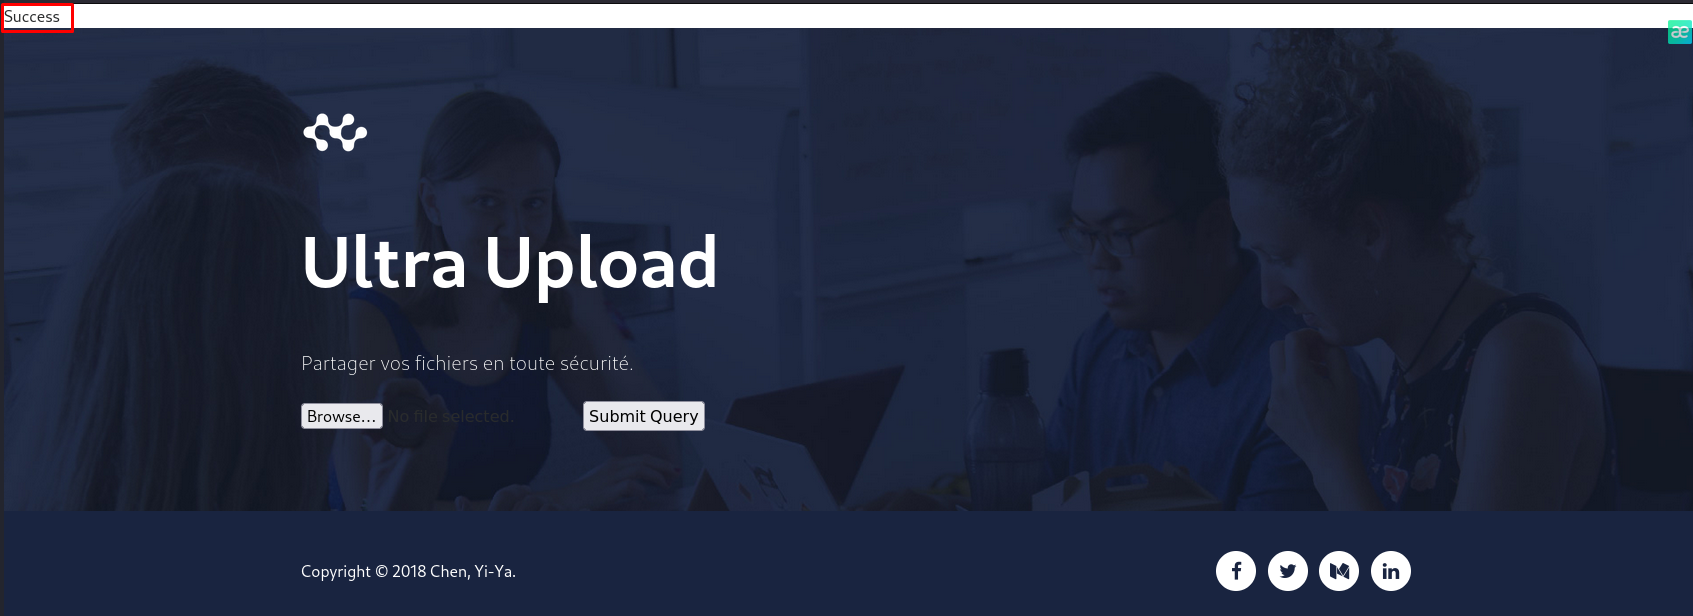 Success
æ
Ultra Upload
Partager vos fichiers en toute sécurité.
Browse... No file selected. Submit Query
Copyright © 2018 Chen, Yi-Ya.